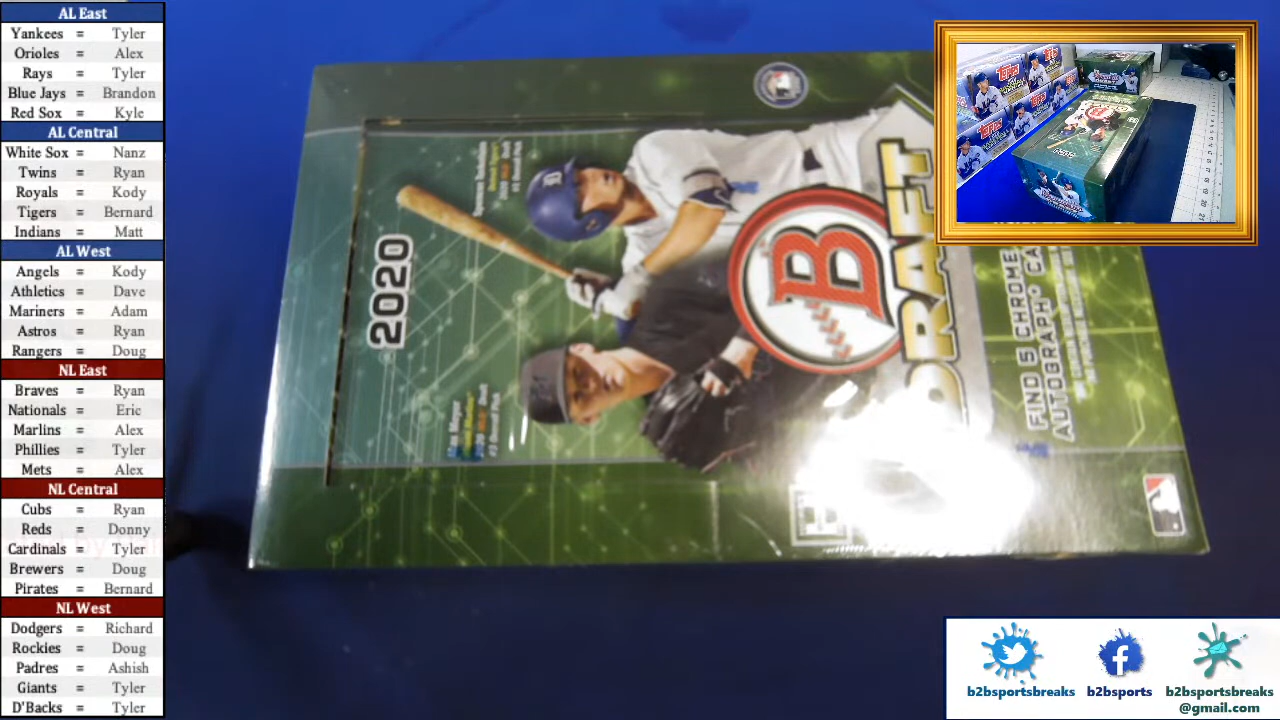 AL East
Yankees = Tyler
Orioles = Alex
Rays = Tyler
Blue Jays = Brandon
Red Sox = Kyle
AL Central
White Sox = Nanz
Twins = Ryan
Royals = Kody
Tigers = Bernard
Indians = Matt
AL West
Angels = Kody
Athletics = Dave
Mariners = Adam
Astros = Ryan
Rangers = Doug
NL East
Braves = Ryan
Nationals = Eric
Marlins = Alex
Phillies = Tyler
Mets = Alex
NL Central
Cubs = Ryan
Reds = Donny
Cardinals = Tyler
Brewers = Doug
Pirates = Bernard
NL West
Dodgers = Richard
Rockies = Doug
Padres = Ashish
Giants = Tyler
D'Backs = Tyler
2020
B
DRAFT
FIND 5 CHROME
AUTOGRAPH CA
b2bsportsbreaks
b2bsports
b2bsportsbreaks
@gmail.com